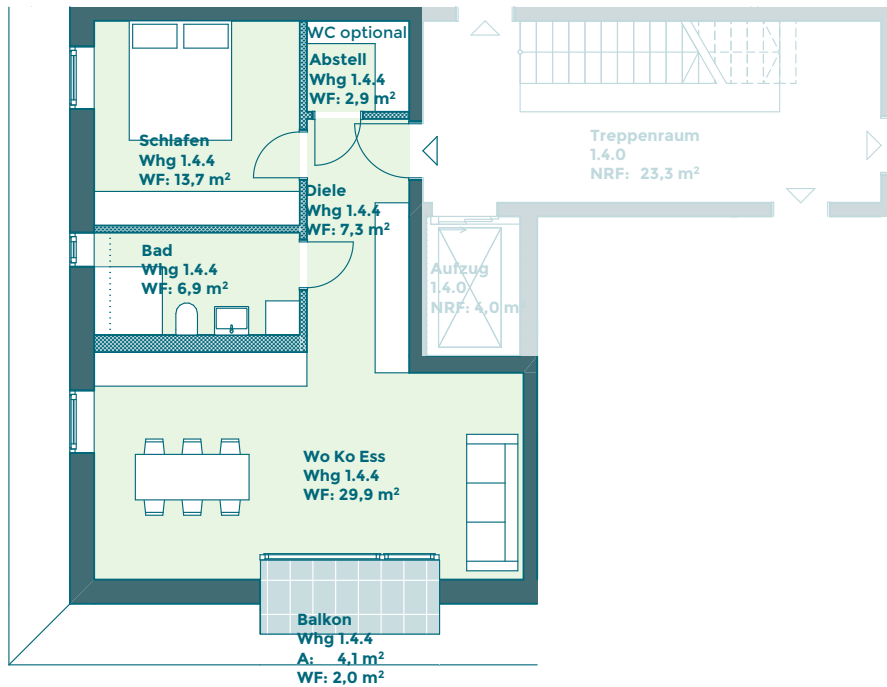 WC optional
Abstell
Whg 1.4.4
WF: 2,9 m²
Schlafen
Whg 1.4.4
WF: 13,7 m²
Treppenraum
1.4.0
NRF: 23,3 m²
Diele
Whg 1.4.4
WF: 7,3 m²
Bad
Whg 1.4.4
WF: 6,9 m²
Aufzug
1.4.0
NRF: 4,0 m²
Wo Ko Ess
Whg 1.4.4
WF: 29,9 m²
Balkon
Whg 1.4.4
A: 4,1 m²
WF: 2,0 m²